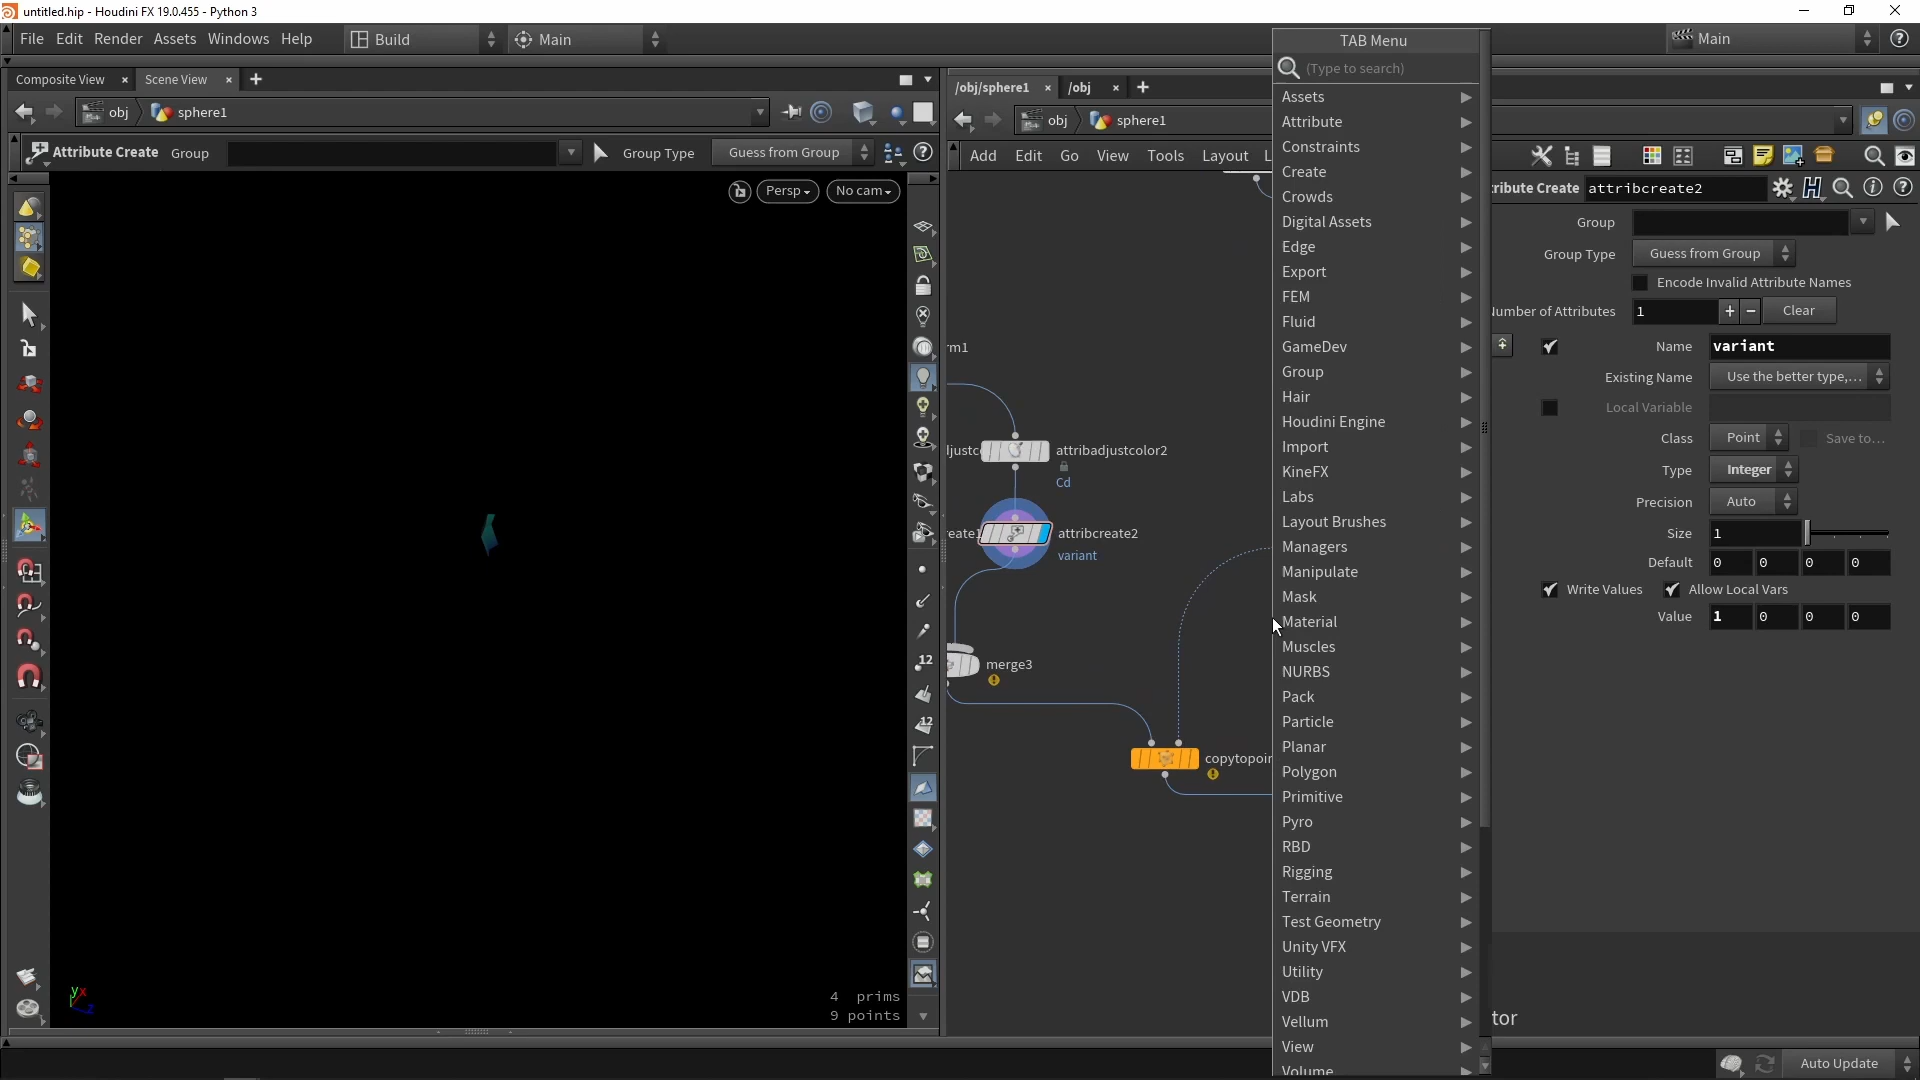 untitled.hip - Houdini FX 19.0.455 - Python 3
File Edit Render Assets Windows Help
Build
Main
Main
Composite View
Scene View
obj
sphere1
Attribute Create
Group
Group Type
Guess from Group
Persp
No cam
4 prims
9 points
12
12
/obj/sphere1
/obj
obj
sphere1
Add Edit Go View Tools Layout L
rm1
attribadjustcolor2
Cd
attribcreate2
variant
merge3
copytopoin
TAB Menu
(Type to search)
Assets
Attribute
Constraints
Create
Crowds
Digital Assets
Edge
Export
FEM
Fluid
GameDev
Group
Hair
Houdini Engine
Import
KineFX
Labs
Layout Brushes
Managers
Manipulate
Mask
Material
Muscles
NURBS
Pack
Particle
Planar
Polygon
Primitive
Pyro
RBD
Rigging
Terrain
Test Geometry
Unity VFX
Utility
VDB
Vellum
View
Volume
ribute Create attribcreate2
Group
Group Type Guess from Group
Encode Invalid Attribute Names
Number of Attributes 1 + - Clear
Name variant
Existing Name Use the better type,...
Local Variable
Class Point Save to...
Type Integer
Precision Auto
Size 1
Default 0 0 0 0
Write Values Allow Local Vars
Value 1 0 0 0
tor
Auto Update